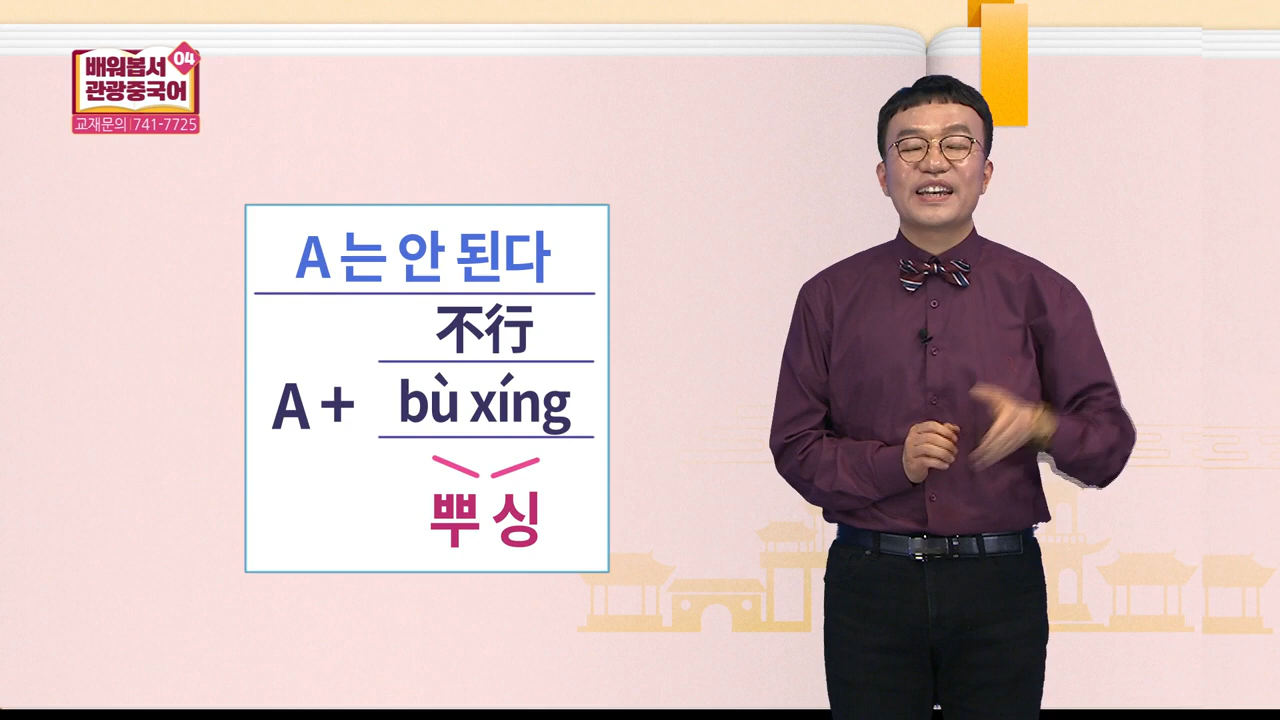 배워봅서 04
관광중국어
교재문의 | 741-7725
A 는 안 된다
不行
A + bù xíng
뿌 싱